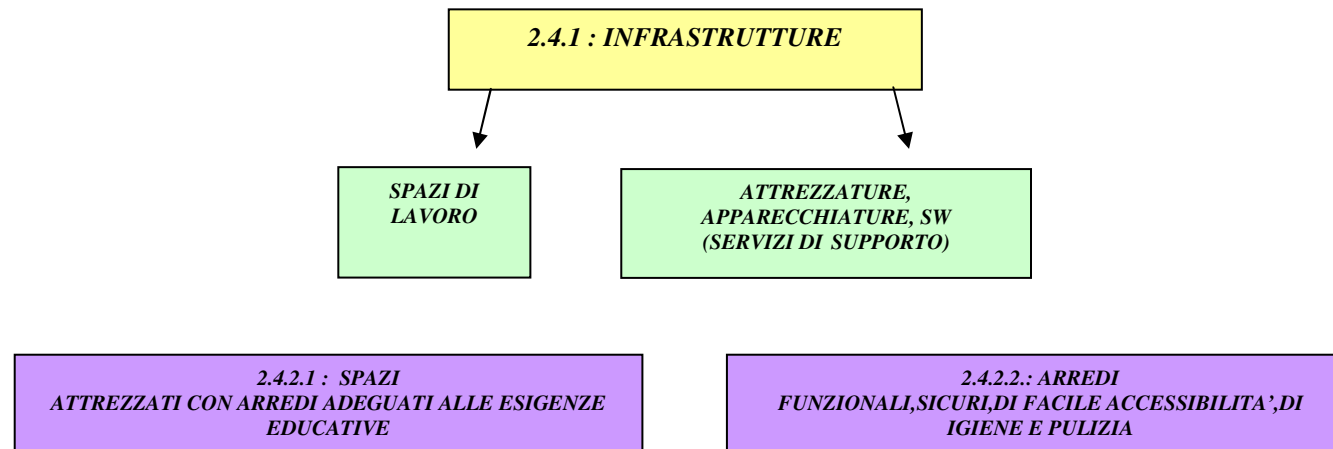 2.4.1 : INFRASTRUTTURE
SPAZI DI
LAVORO
ATTREZZATURE,
APPARECCHIATURE, SW
(SERVIZI DI SUPPORTO)
2.4.2.1 : SPAZI
ATTREZZATI CON ARREDI ADEGUATI ALLE ESIGENZE
EDUCATIVE
2.4.2.2.: ARREDI
FUNZIONALI,SICURI,DI FACILE ACCESSIBILITA’,DI
IGIENE E PULIZIA